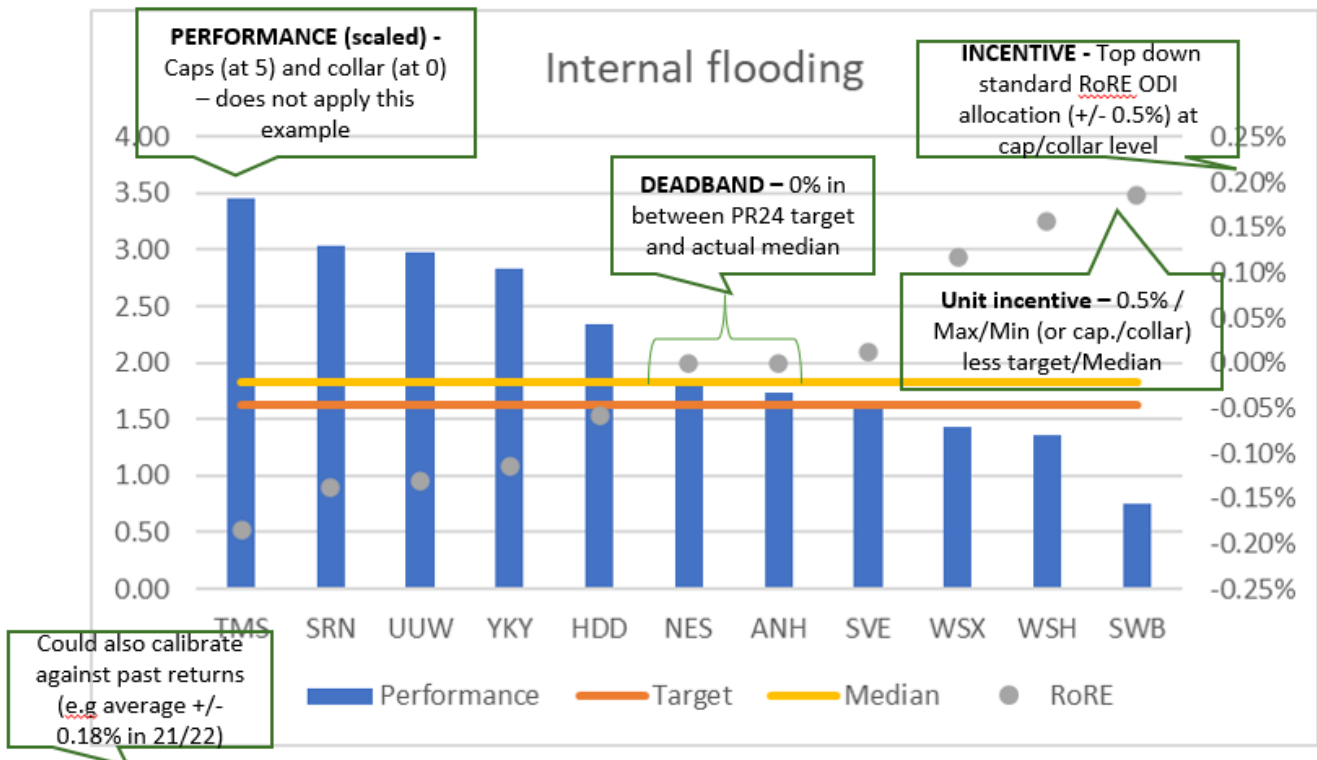 PERFORMANCE (scaled) -
Caps (at 5) and collar (at 0)
– does not apply this
example
Internal flooding
INCENTIVE - Top down
standard RoRE ODI
allocation (+/- 0.5%) at
cap/collar level
DEADBAND – 0% in
between PR24 target
and actual median
Unit incentive – 0.5% /
Max/Min (or cap./collar)
less target/Median
4.00
3.50
3.00
2.50
2.00
1.50
1.00
0.50
0.00
0.25%
0.20%
0.15%
0.10%
0.05%
0.00%
-0.05%
-0.10%
-0.15%
-0.20%
-0.25%
TMS SRN UUW YKY HDD NES ANH SVE WSX WSH SWB
Could also calibrate
against past returns
(e.g average +/-
0.18% in 21/22)
Performance Target Median RoRE